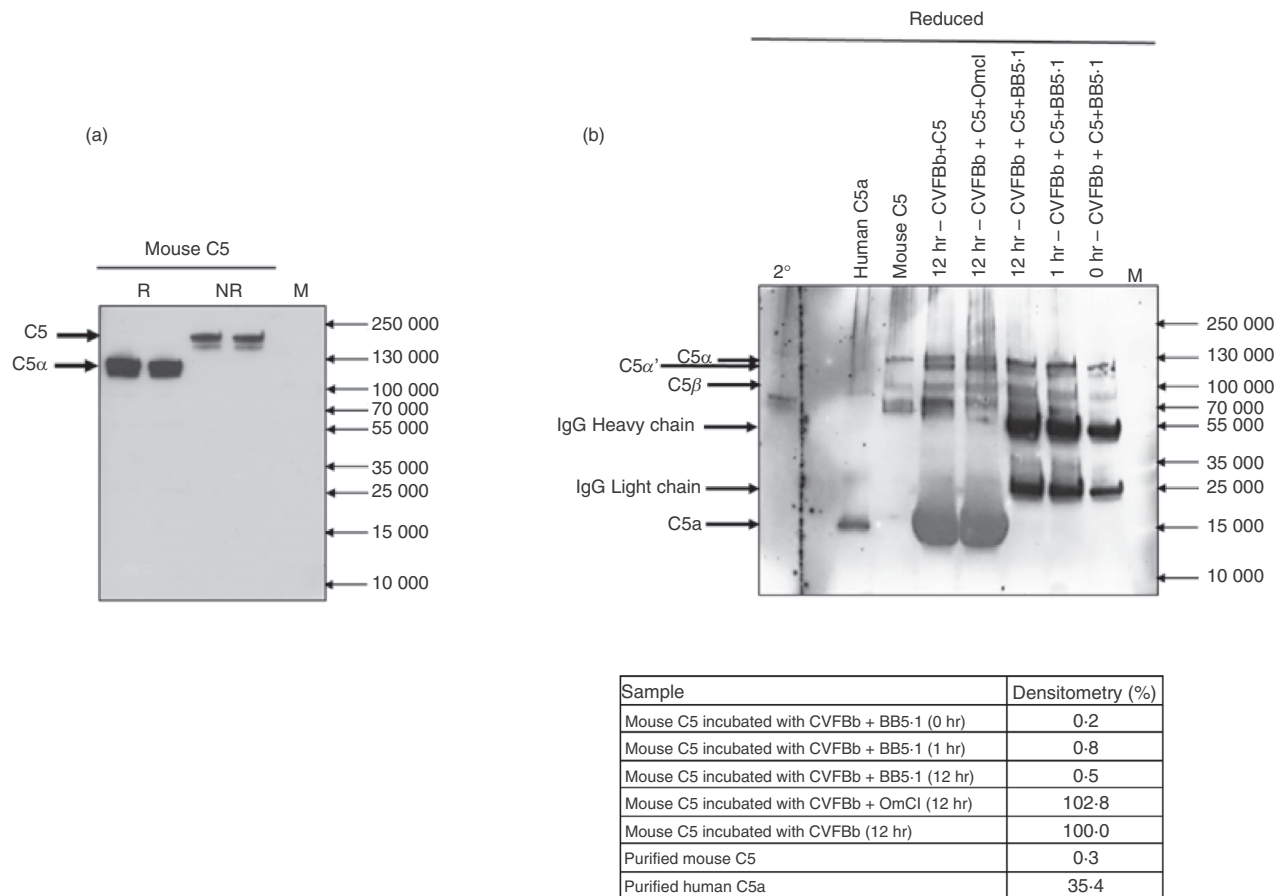 (a)
Mouse C5
R NR M
C5
C5α
250 000
130 000
100 000
70 000
55 000
35 000
25 000
15 000
10 000
(b)
Reduced
2°
Human C5a
Mouse C5
12 hr – CVFBb+C5
12 hr – CVFBb + C5+OmcI
12 hr – CVFBb + C5+BB5·1
1 hr – CVFBb + C5+BB5·1
0 hr – CVFBb + C5+BB5·1
M
C5α
C5α'
C5β
IgG Heavy chain
IgG Light chain
C5a
250 000
130 000
100 000
70 000
55 000
35 000
25 000
15 000
10 000
Sample Densitometry (%)
Mouse C5 incubated with CVFBb + BB5·1 (0 hr) 0·2
Mouse C5 incubated with CVFBb + BB5·1 (1 hr) 0·8
Mouse C5 incubated with CVFBb + BB5·1 (12 hr) 0·5
Mouse C5 incubated with CVFBb + OmCI (12 hr) 102·8
Mouse C5 incubated with CVFBb (12 hr) 100·0
Purified mouse C5 0·3
Purified human C5a 35·4